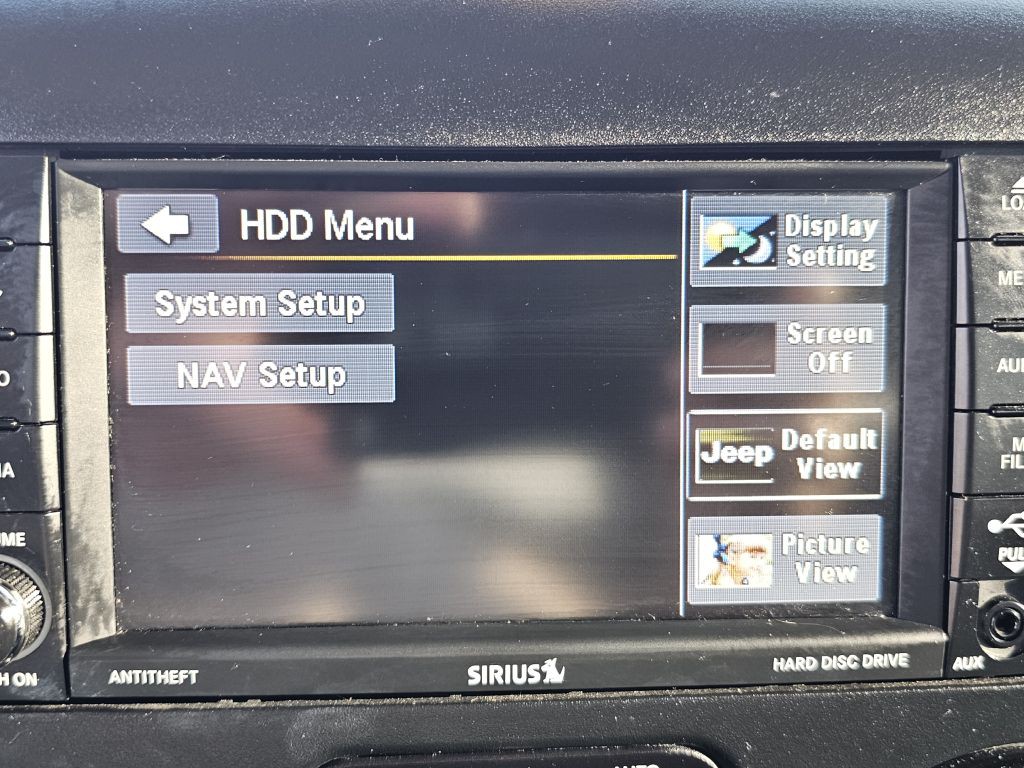 HDD Menu
System Setup
NAV Setup
Display
Setting
Screen
Off
Jeep
Default
View
Picture
View
ANTITHEFT
SIRIUS
HARD DISC DRIVE
AUX